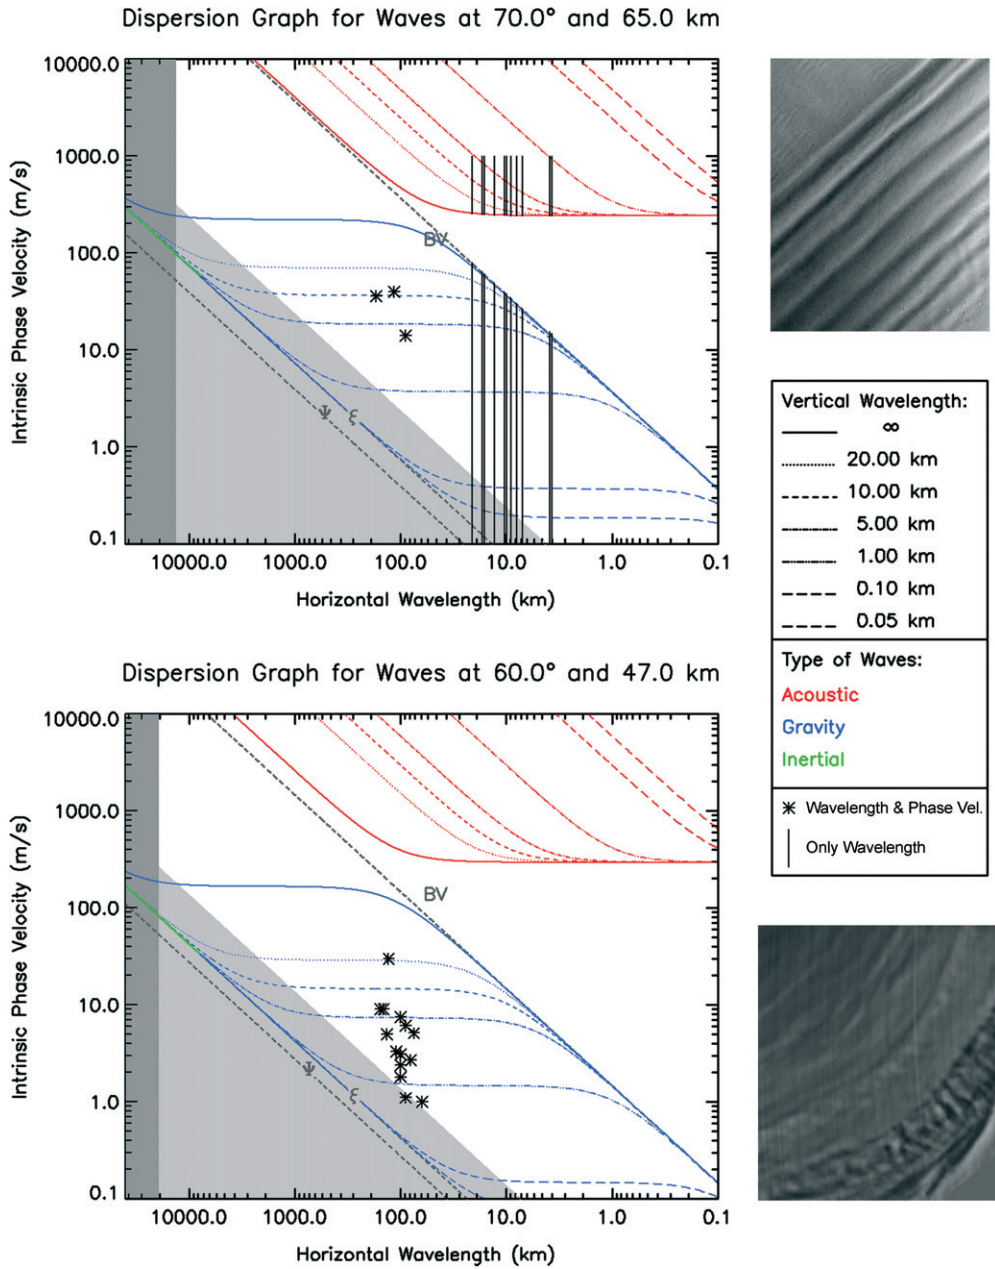 Dispersion Graph for Waves at 70.0° and 65.0 km
Intrinsic Phase Velocity (m/s)
10000.0
1000.0
100.0
10.0
1.0
0.1
BV
Ψ
ξ
10000.0 1000.0 100.0 10.0 1.0 0.1
Horizontal Wavelength (km)
Vertical Wavelength:
∞
20.00 km
10.00 km
5.00 km
1.00 km
0.10 km
0.05 km
Type of Waves:
Acoustic
Gravity
Inertial
Wavelength & Phase Vel.
Only Wavelength
Dispersion Graph for Waves at 60.0° and 47.0 km
Intrinsic Phase Velocity (m/s)
10000.0
1000.0
100.0
10.0
1.0
0.1
BV
Ψ
ξ
10000.0 1000.0 100.0 10.0 1.0 0.1
Horizontal Wavelength (km)